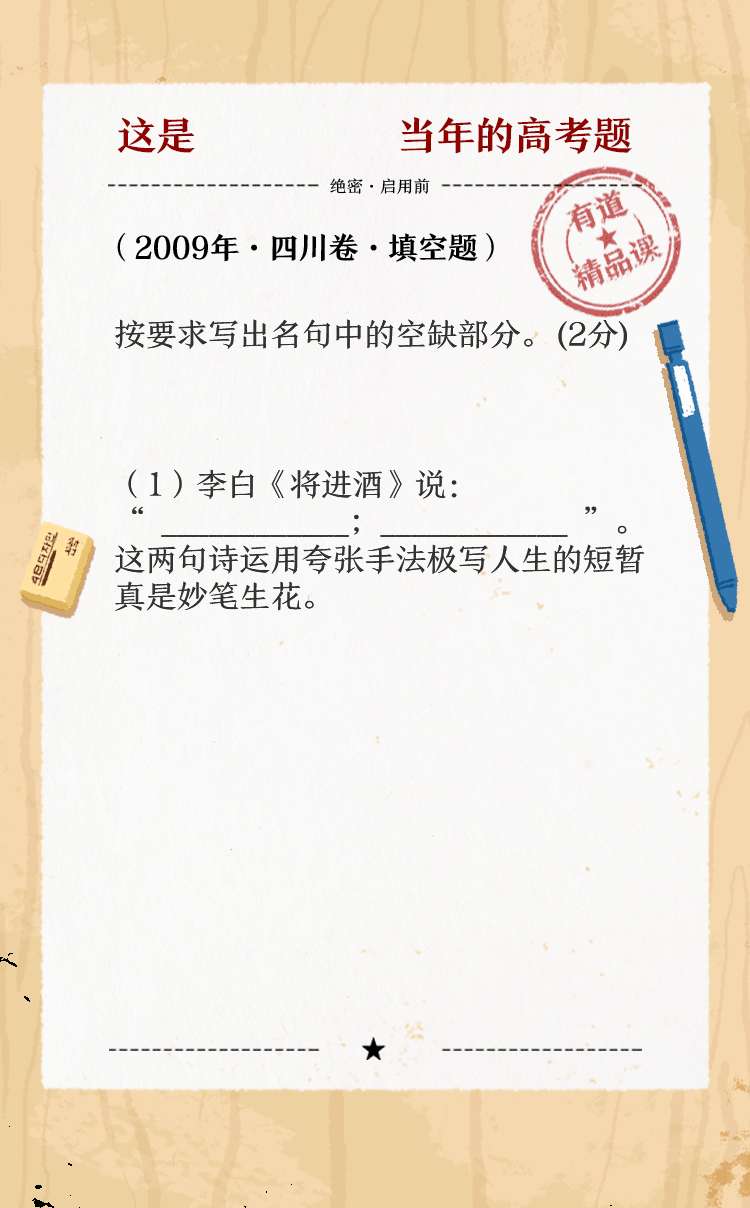 这是 当年的高考题
绝密·启用前
有道
精品课
（2009年·四川卷·填空题）
按要求写出名句中的空缺部分。(2分)
（1）李白《将进酒》说：
“ ____________；____________ ”。
这两句诗运用夸张手法极写人生的短暂
真是妙笔生花。